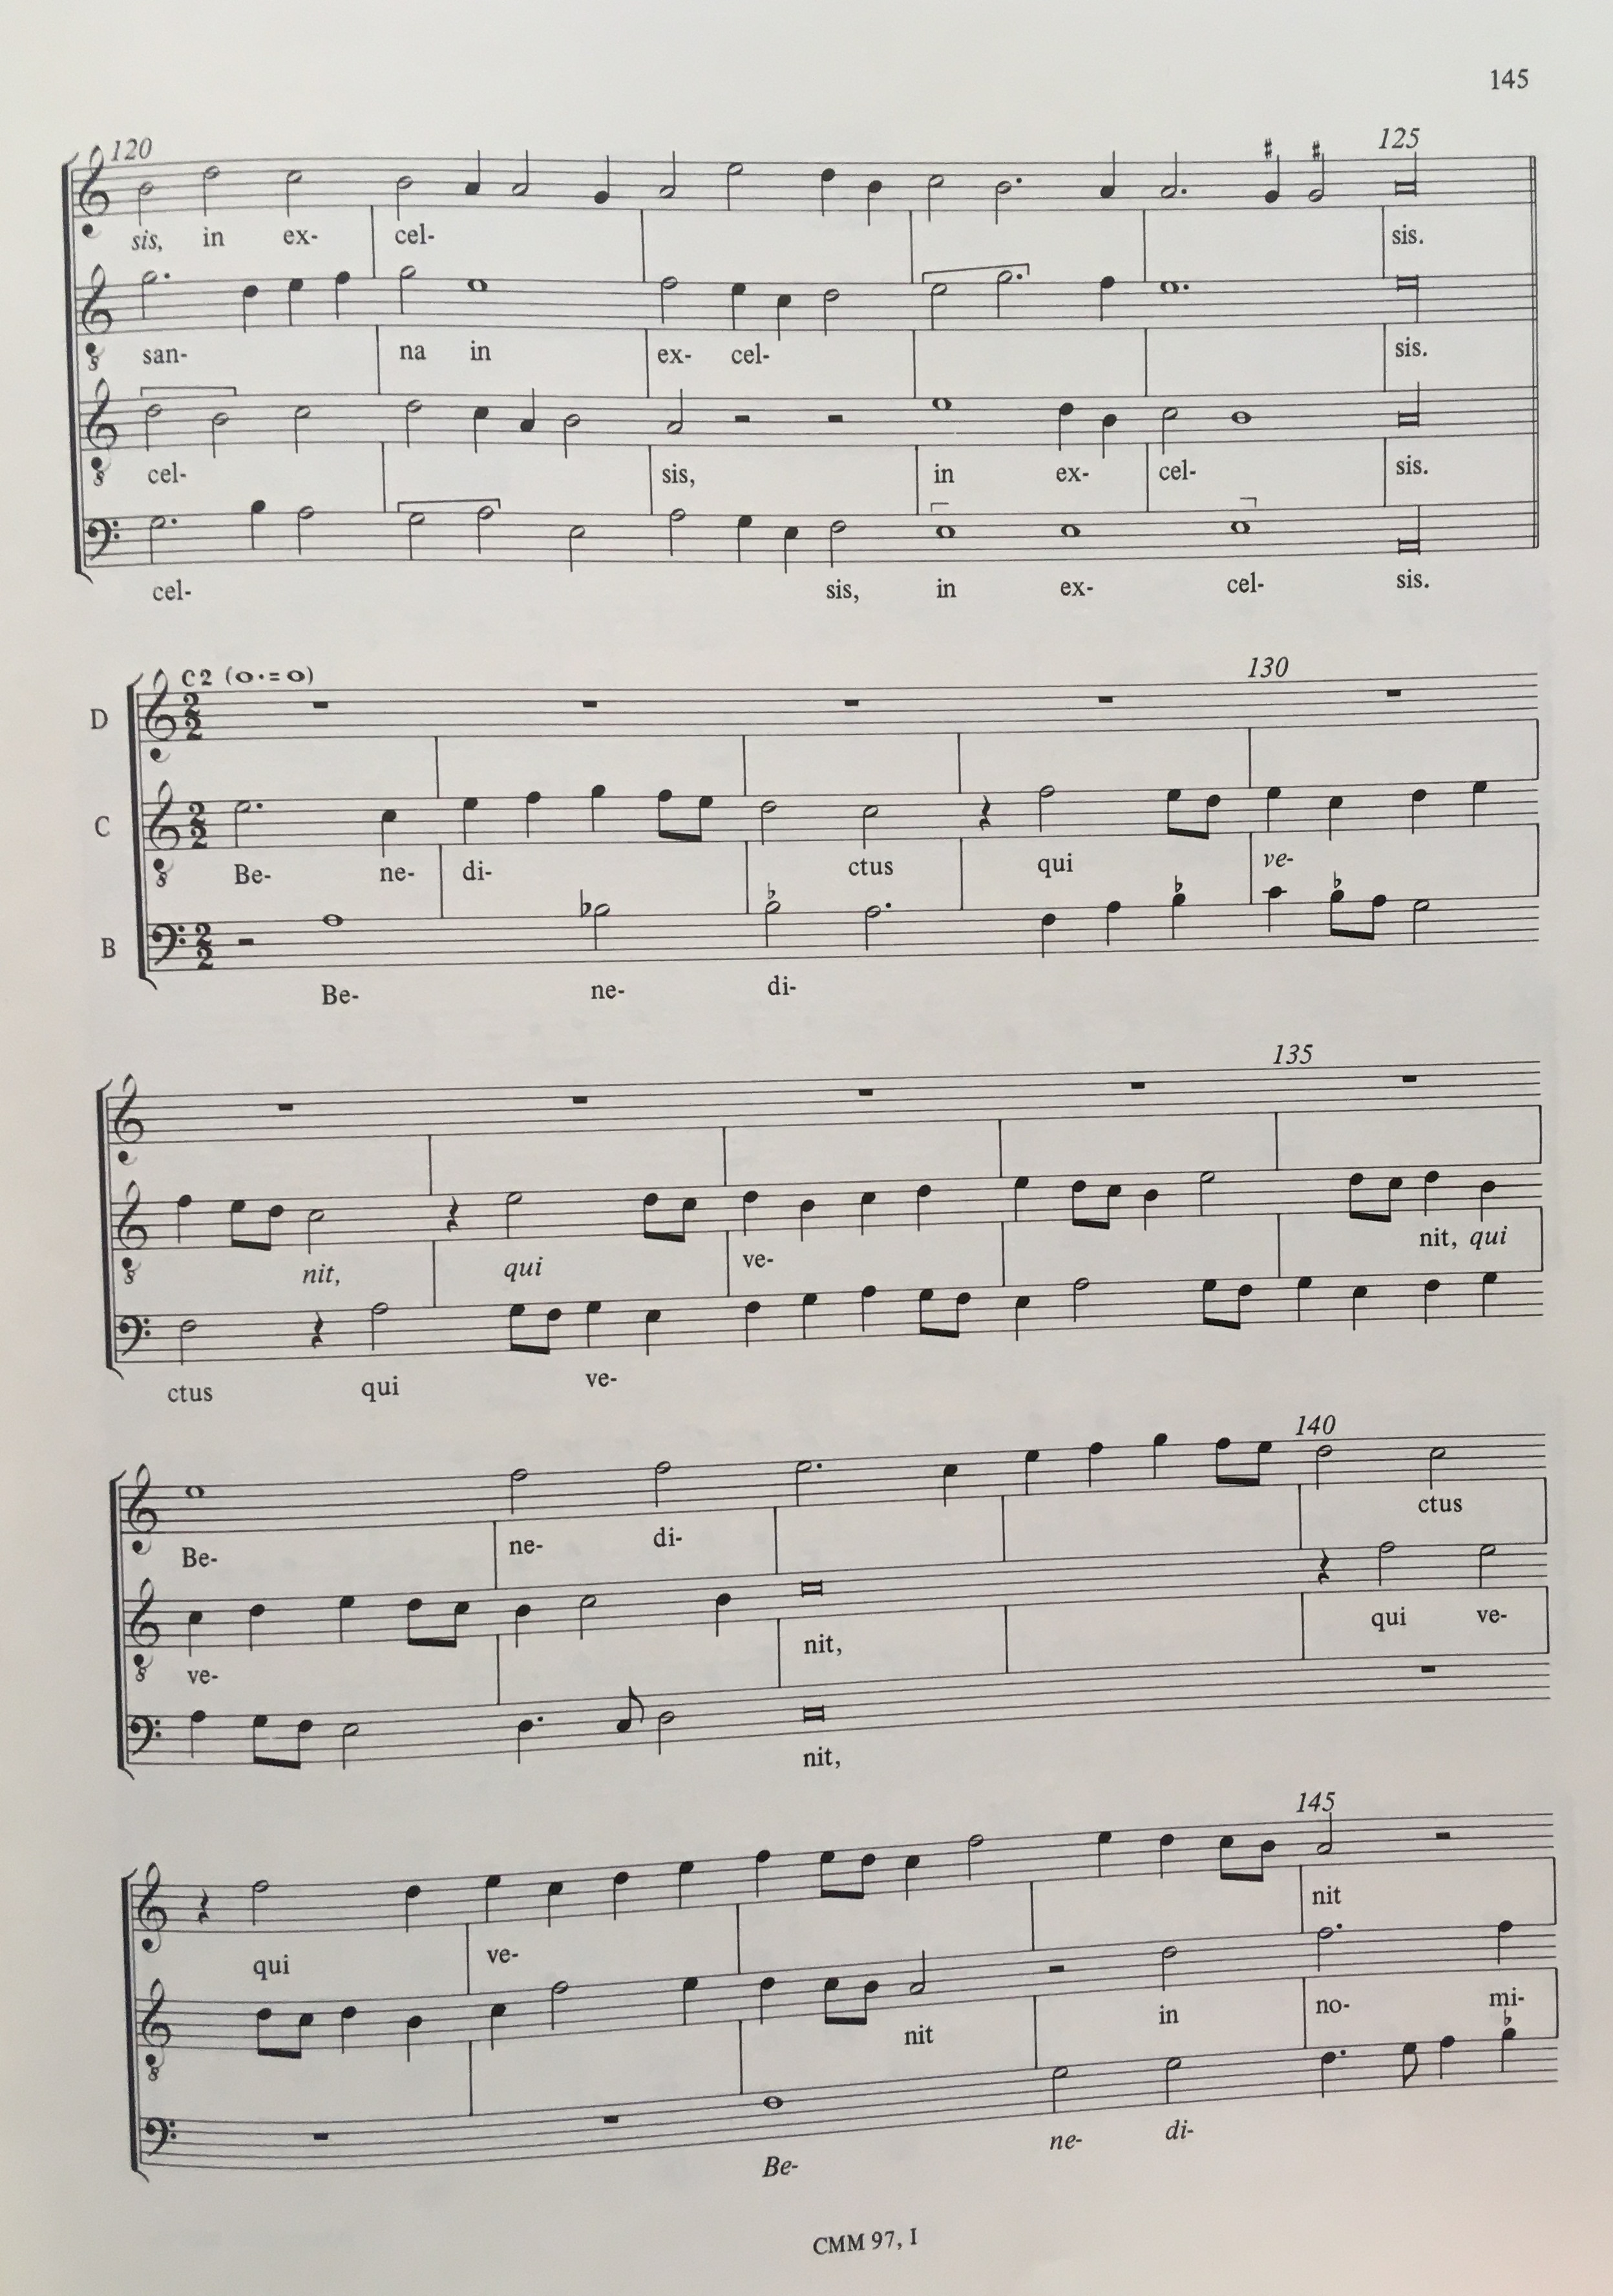 145
120 125
sis, in ex- cel- sis.
san- na in ex- cel- sis.
cel- sis, in ex- cel- sis.
cel- sis, in ex- cel- sis.
C2 (o·=o) 130
D
C
Be- ne- di- ctus qui ve-
B
Be- ne- di-
135
nit, qui ve- nit, qui
ctus qui ve-
140
Be- ne- di- ctus
ve- nit, qui ve-
nit,
145
qui ve- nit
nit in no- mi-
Be- ne- di-
CMM 97, I